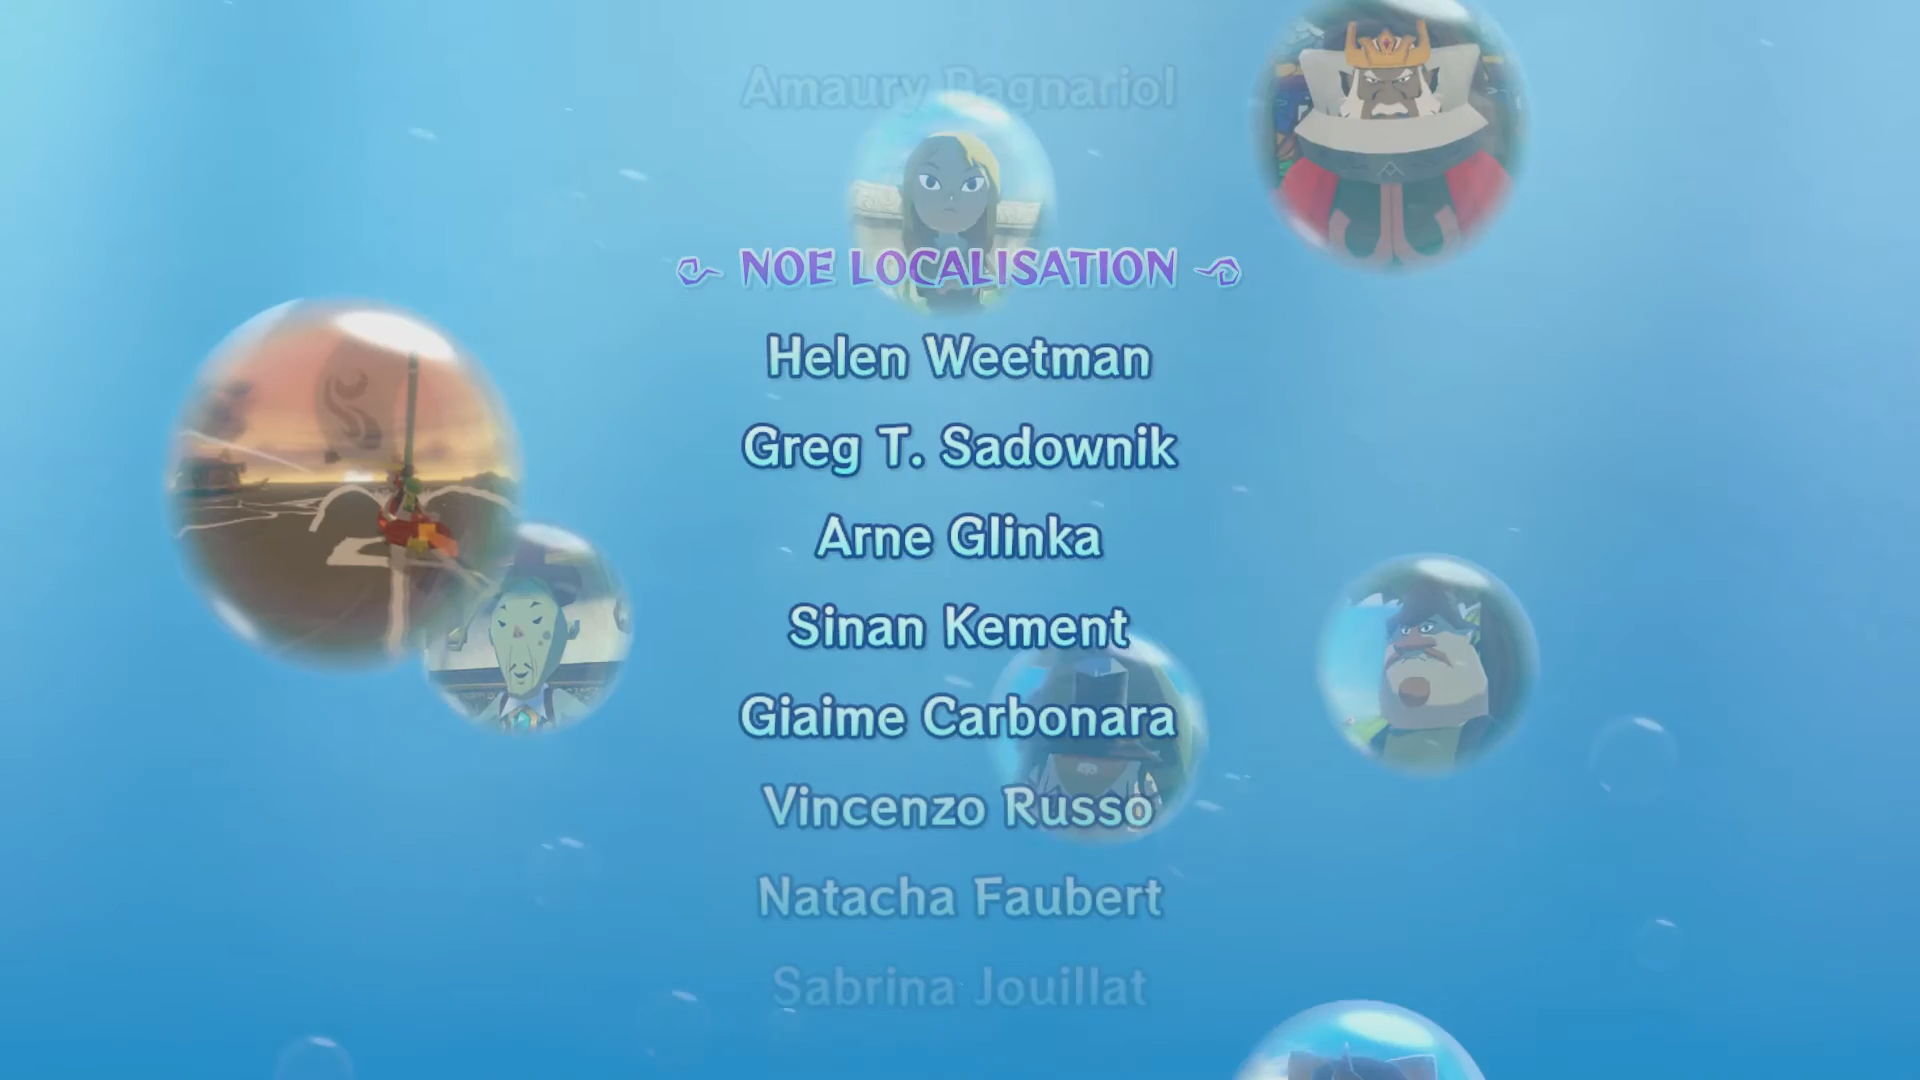 Amaury Bagnariol
NOE LOCALISATION
Helen Weetman
Greg T. Sadownik
Arne Glinka
Sinan Kement
Giaime Carbonara
Vincenzo Russo
Natacha Faubert
Sabrina Jouillat